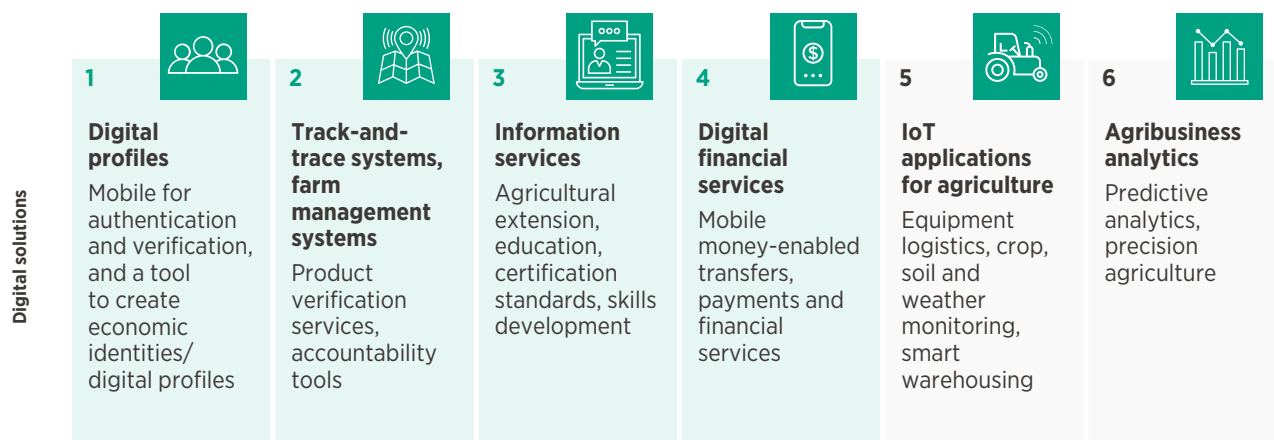 Digital solutions
1
Digital
profiles
Mobile for
authentication
and verification,
and a tool
to create
economic
identities/
digital profiles
2
Track-and-
trace systems,
farm
management
systems
Product
verification
services,
accountability
tools
3
Information
services
Agricultural
extension,
education,
certification
standards, skills
development
4
Digital
financial
services
Mobile
money-enabled
transfers,
payments and
financial
services
5
IoT
applications
for agriculture
Equipment
logistics, crop,
soil and
weather
monitoring,
smart
warehousing
6
Agribusiness
analytics
Predictive
analytics,
precision
agriculture